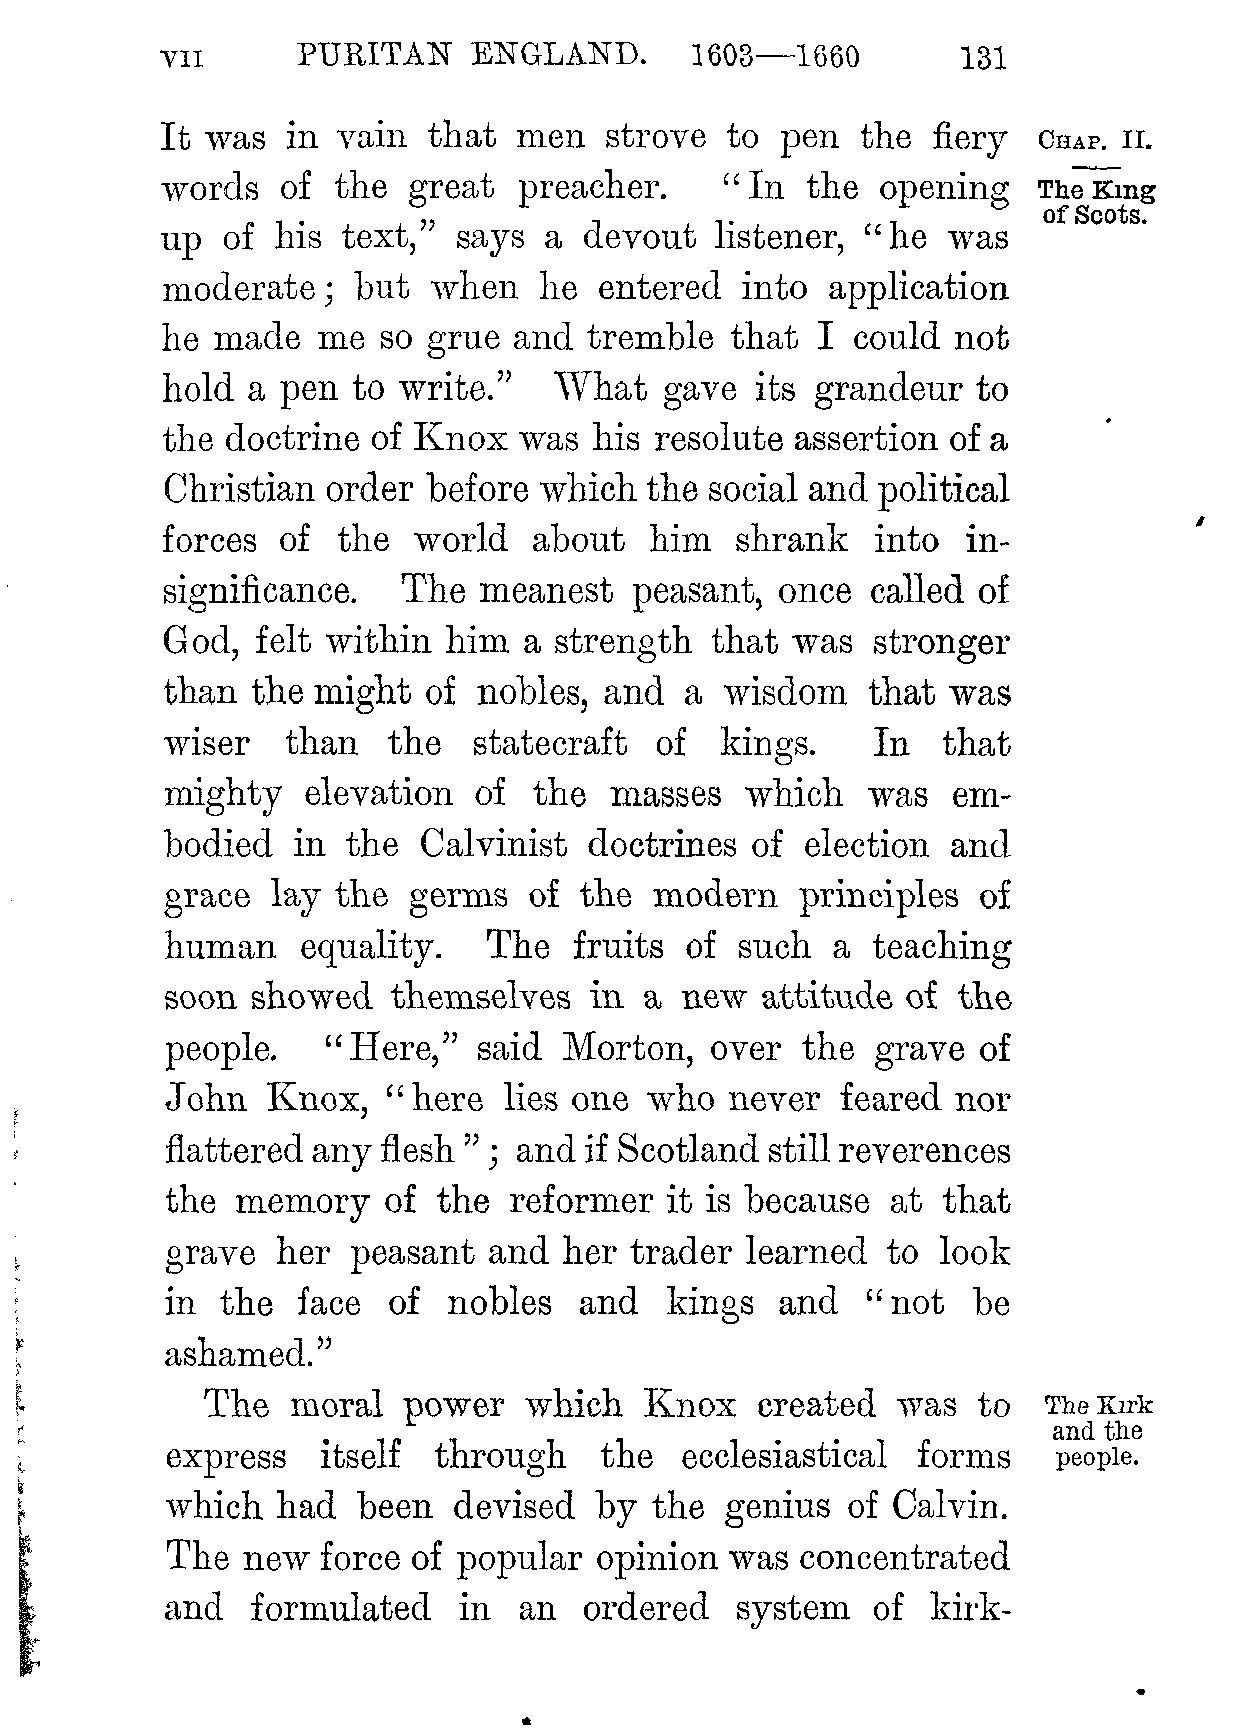 VII PURITAN ENGLAND. 1603—1660 131
It was in vain that men strove to pen the fiery
CHAP. II.
words of the great preacher. "In the opening
The King
of Scots.
up of his text," says a devout listener, "he was
moderate; but when he entered into application
he made me so grue and tremble that I could not
hold a pen to write." What gave its grandeur to
the doctrine of Knox was his resolute assertion of a
Christian order before which the social and political
forces of the world about him shrank into in-
significance. The meanest peasant, once called of
God, felt within him a strength that was stronger
than the might of nobles, and a wisdom that was
wiser than the statecraft of kings. In that
mighty elevation of the masses which was em-
bodied in the Calvinist doctrines of election and
grace lay the germs of the modern principles of
human equality. The fruits of such a teaching
soon showed themselves in a new attitude of the
people. "Here," said Morton, over the grave of
John Knox, "here lies one who never feared nor
flattered any flesh"; and if Scotland still reverences
the memory of the reformer it is because at that
grave her peasant and her trader learned to look
in the face of nobles and kings and "not be
ashamed."
The moral power which Knox created was to
The Kirk
and the
people.
express itself through the ecclesiastical forms
which had been devised by the genius of Calvin.
The new force of popular opinion was concentrated
and formulated in an ordered system of kirk-